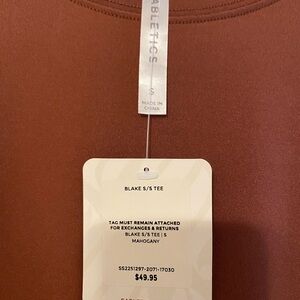 ABLETICS
S
MADE IN
CHINA
BLAKE S/S TEE
TAG MUST REMAIN ATTACHED
FOR EXCHANGES & RETURNS
BLAKE S/S TEE | S
MAHOGANY
SS2251297-2071-17030
$49.95